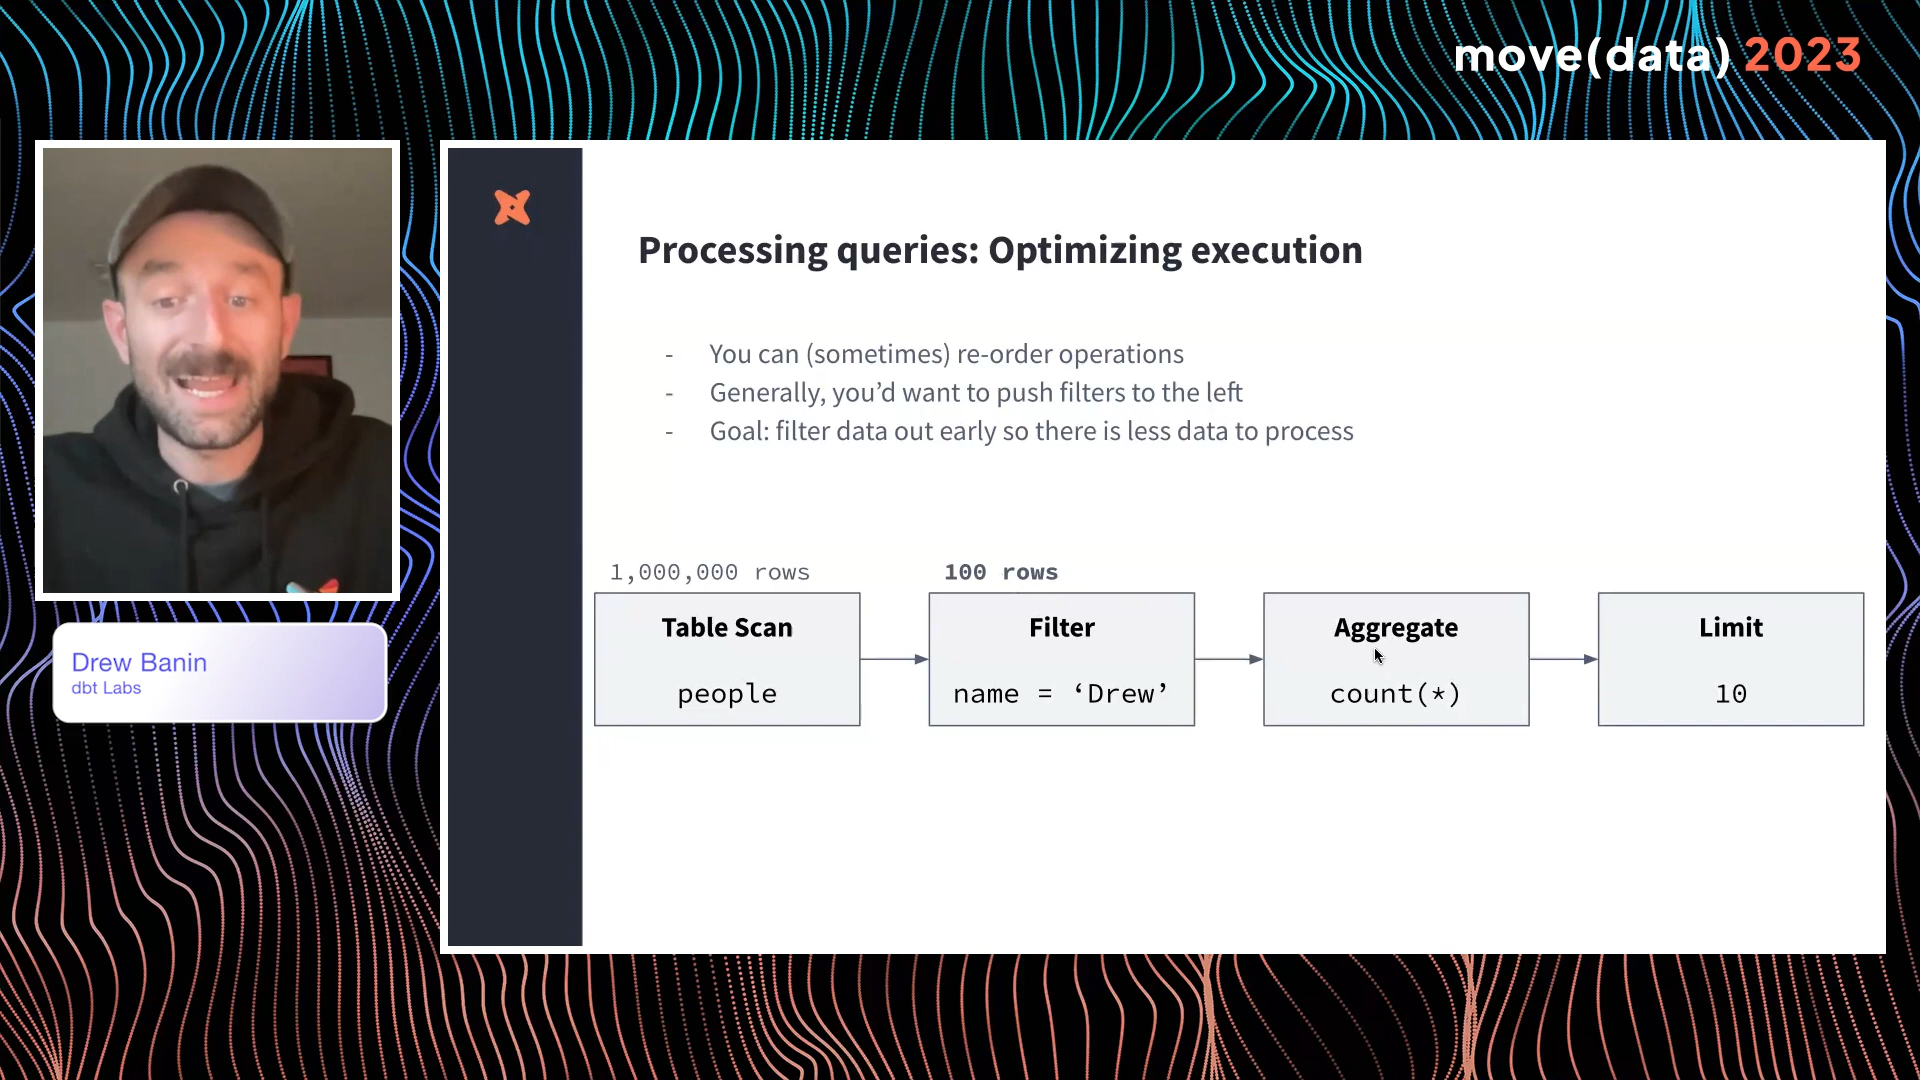 move(data) 2023
Processing queries: Optimizing execution
- You can (sometimes) re-order operations
- Generally, you’d want to push filters to the left
- Goal: filter data out early so there is less data to process
1,000,000 rows
100 rows
Table Scan
people
Filter
name = ‘Drew’
Aggregate
count(*)
Limit
10
Drew Banin
dbt Labs